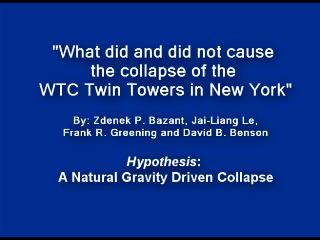 "What did and did not cause
the collapse of the
WTC Twin Towers in New York"
By: Zdenek P. Bazant, Jai-Liang Le,
Frank R. Greening and David B. Benson
Hypothesis:
A Natural Gravity Driven Collapse